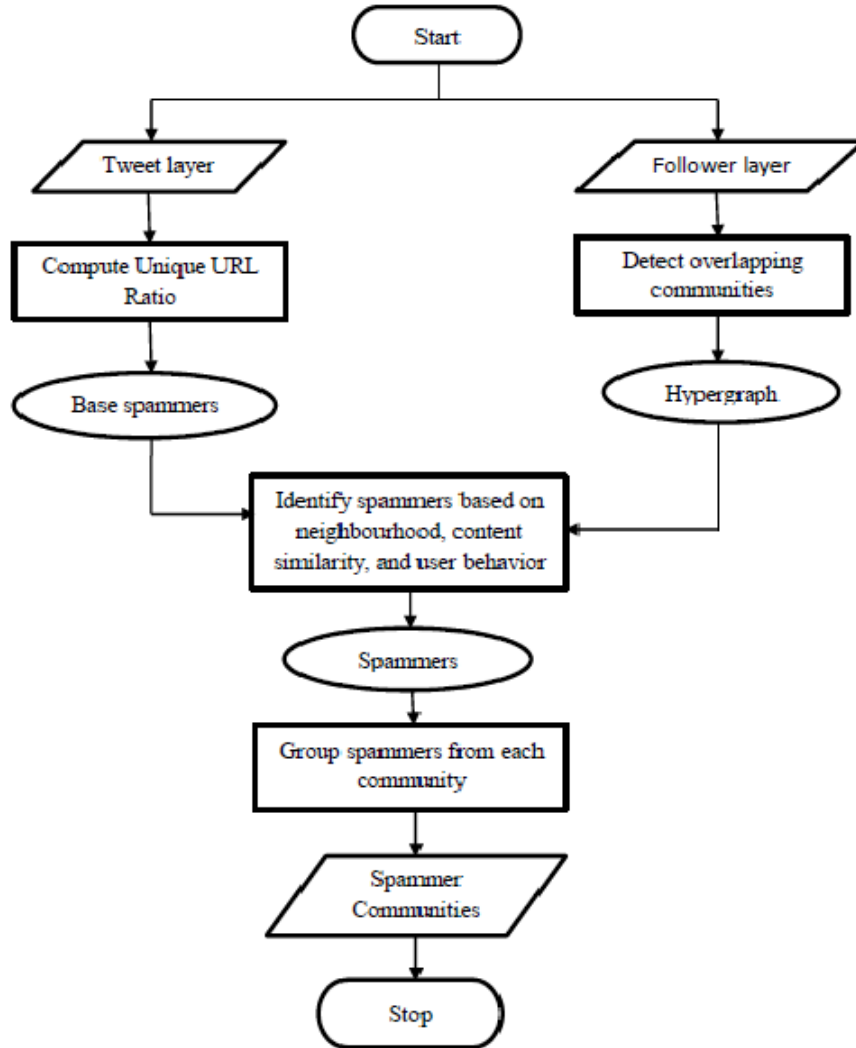 Start
Tweet layer
Follower layer
Compute Unique URL
Ratio
Detect overlapping
communities
Base spammers
Hypergraph
Identify spammers based on
neighbourhood, content
similarity, and user behavior
Spammers
Group spammers from each
community
Spammer
Communities
Stop